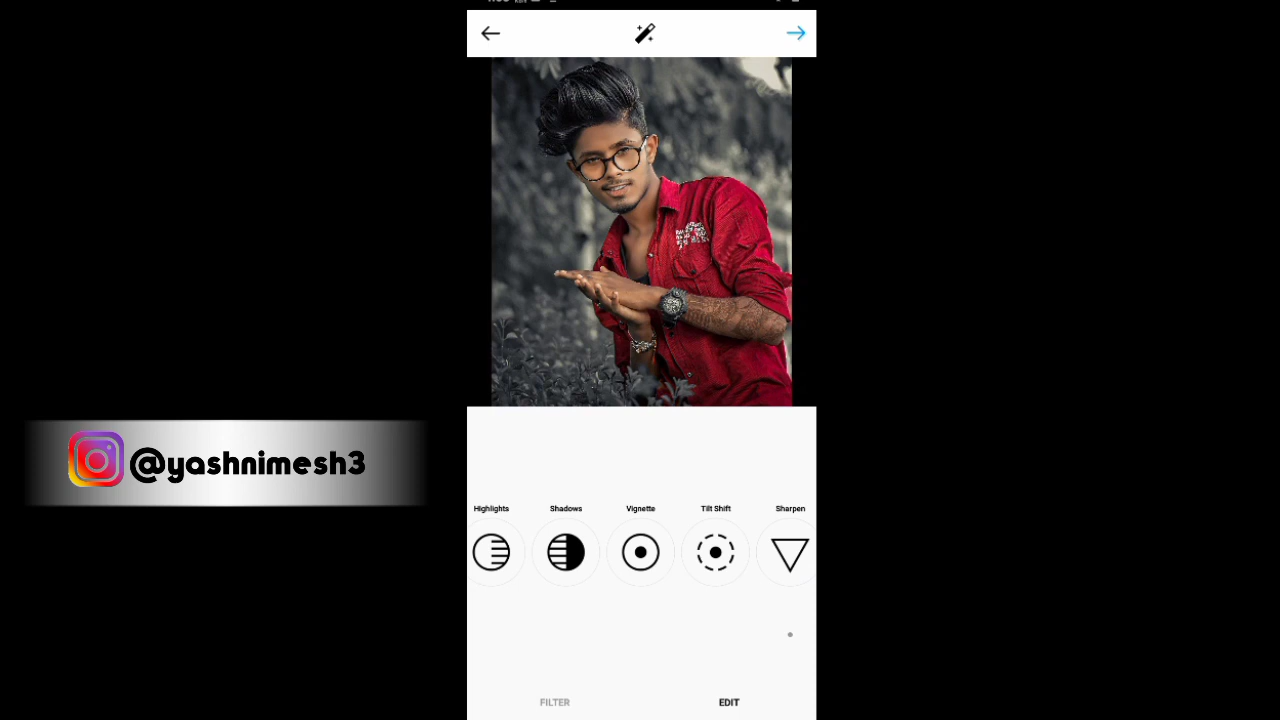 @yashnimesh3
Highlights
Shadows
Vignette
Tilt Shift
Sharpen
FILTER
EDIT